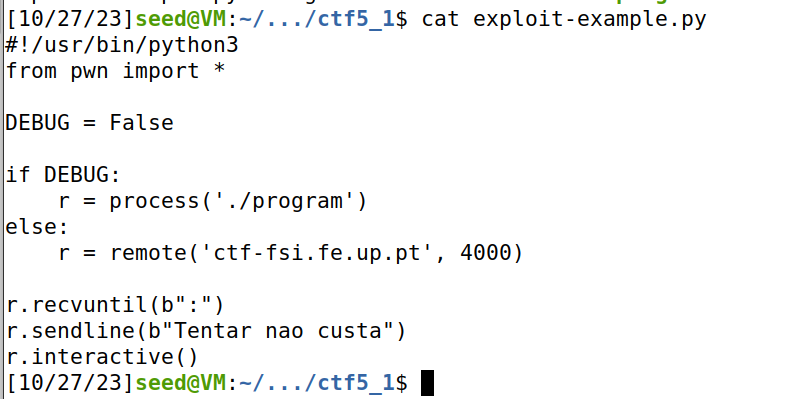 [10/27/23]seed@VM:~/.../ctf5_1$ cat exploit-example.py
#!/usr/bin/python3
from pwn import *

DEBUG = False

if DEBUG:
    r = process('./program')
else:
    r = remote('ctf-fsi.fe.up.pt', 4000)

r.recvuntil(b":")
r.sendline(b"Tentar nao custa")
r.interactive()
[10/27/23]seed@VM:~/.../ctf5_1$